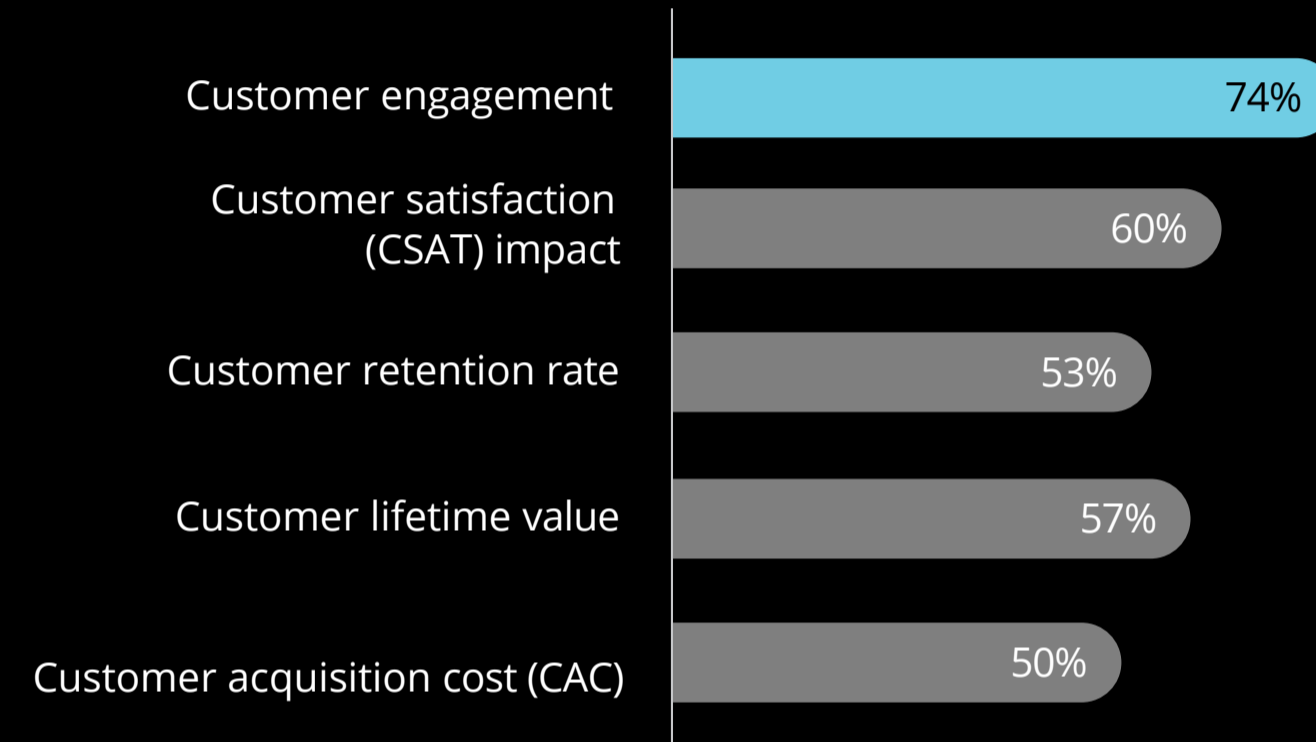 Customer engagement
74%
Customer satisfaction
(CSAT) impact
60%
Customer retention rate
53%
Customer lifetime value
57%
Customer acquisition cost (CAC)
50%